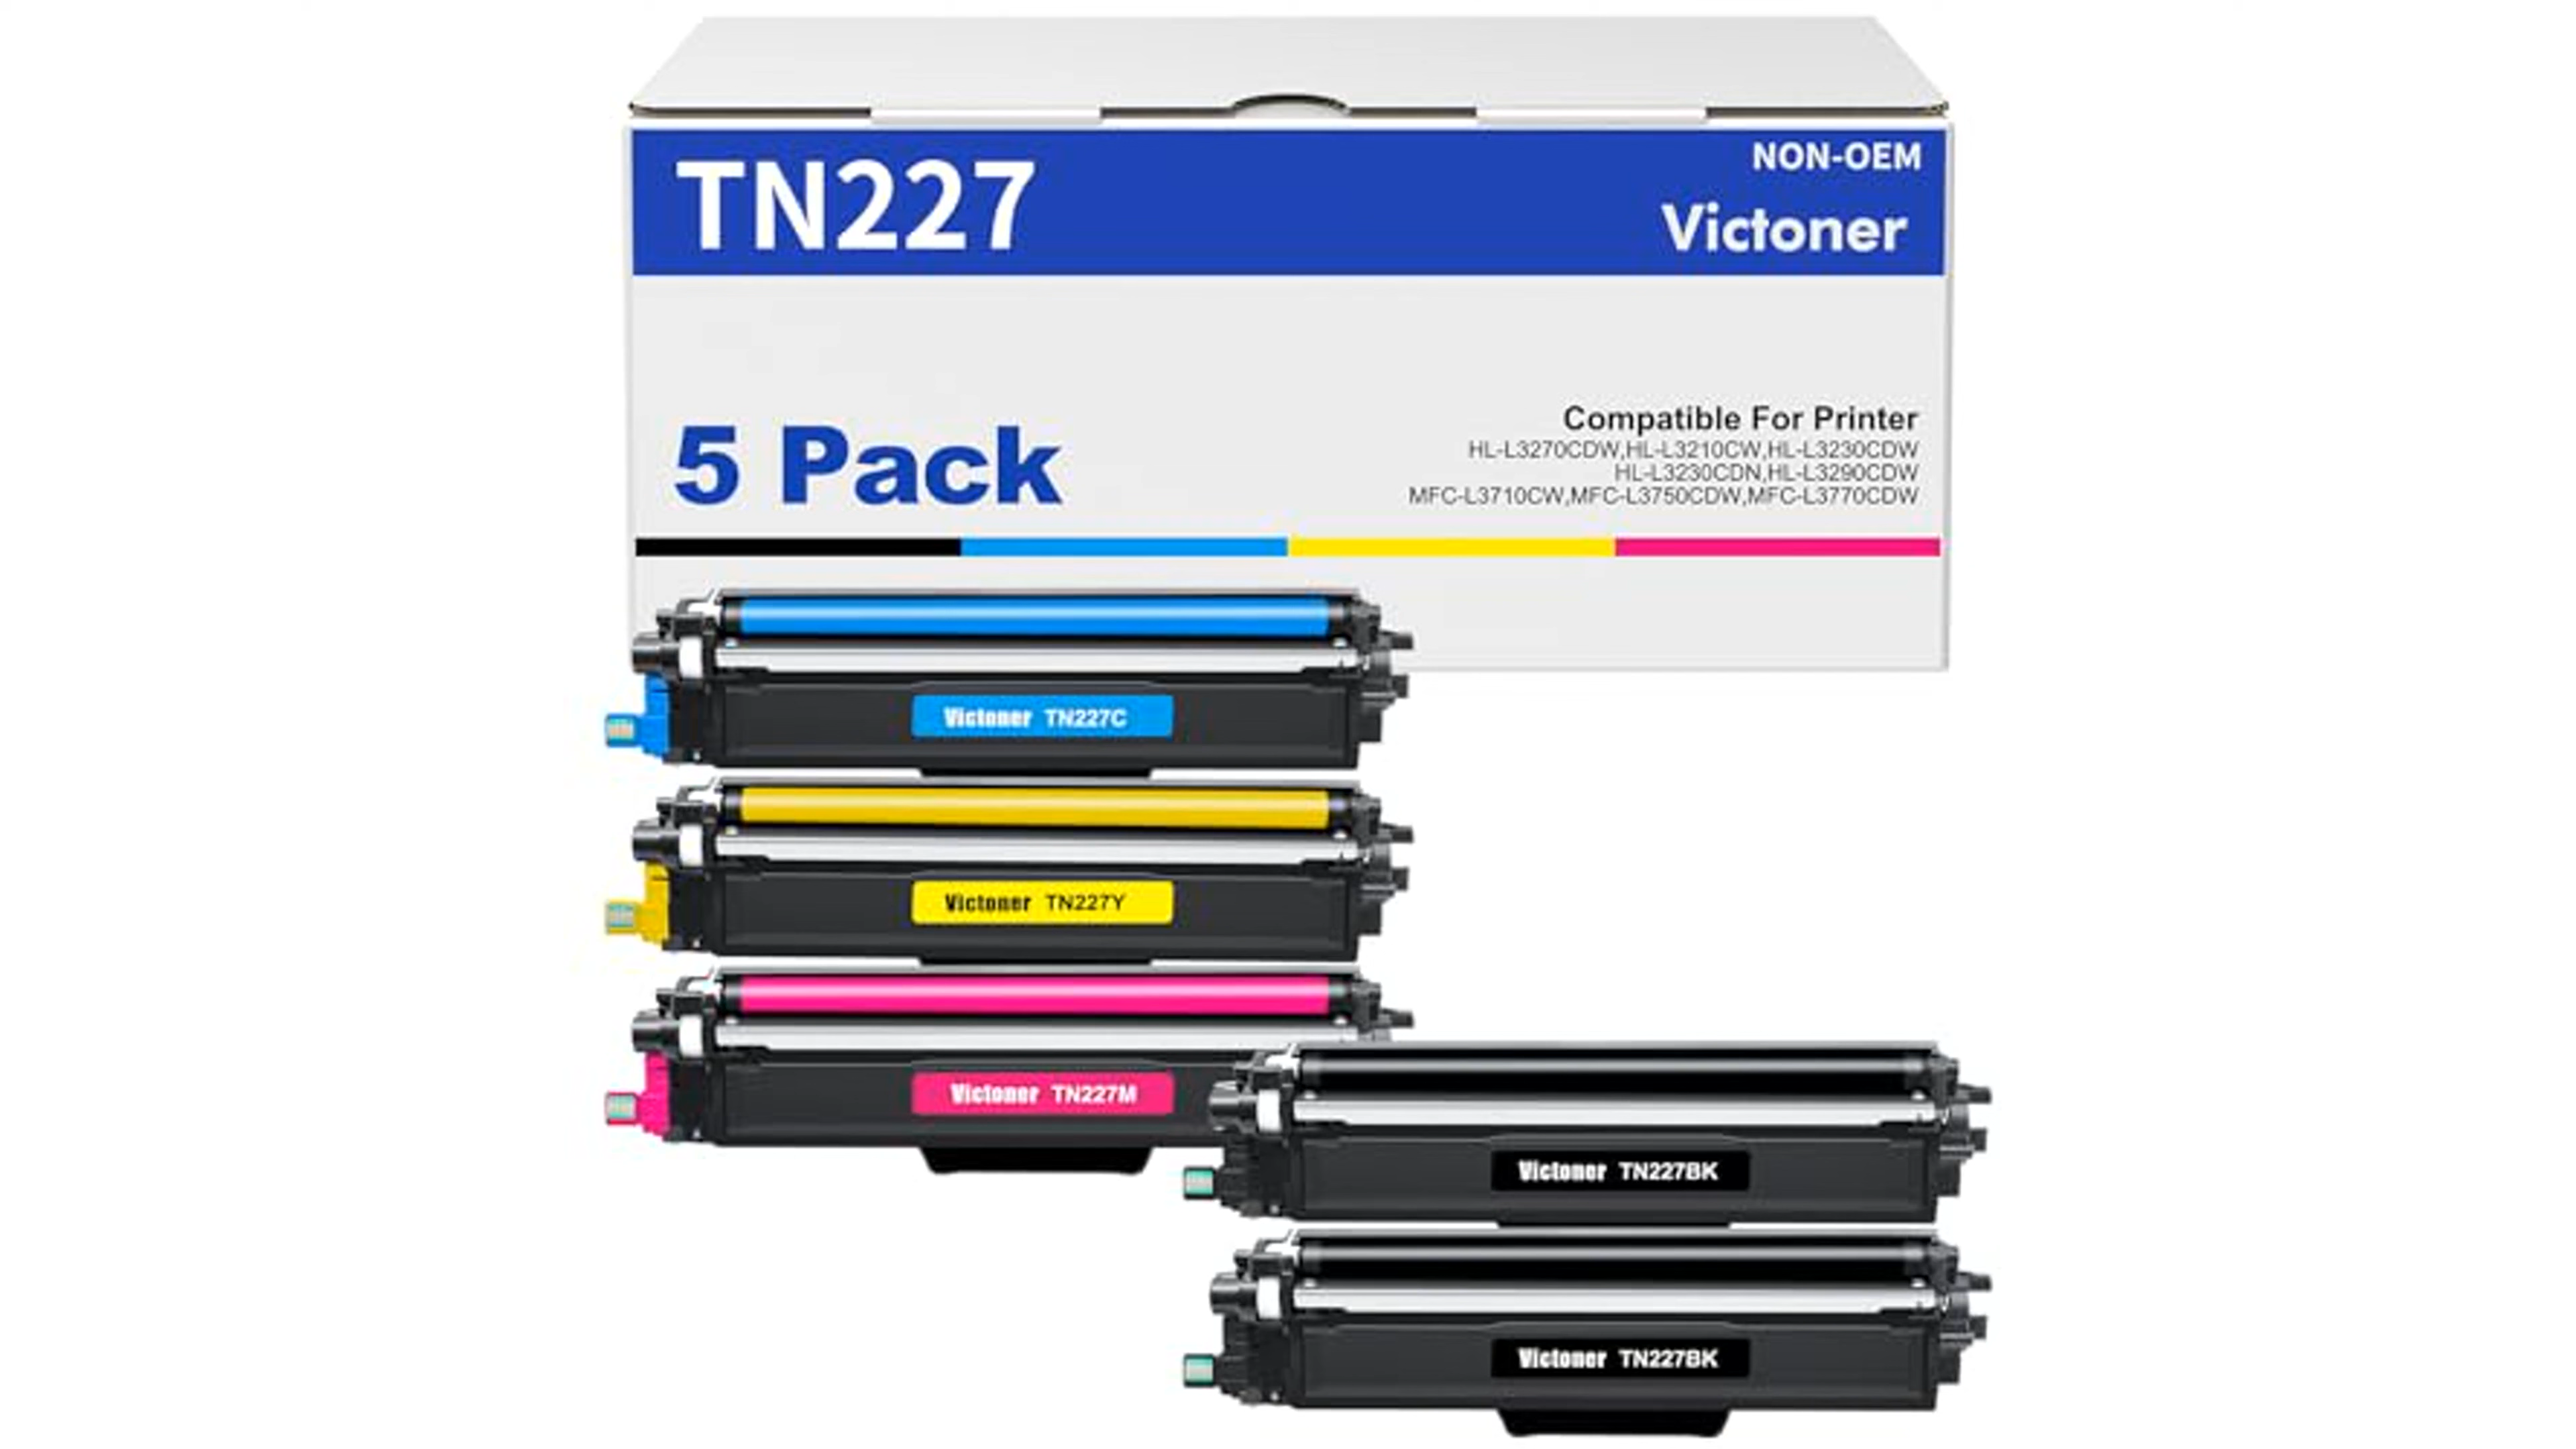 TN227
NON-OEM
Victoner
5 Pack
Compatible For Printer
HL-L3270CDW,HL-L3210CW,HL-L3230CDW
HL-L3230CDN,HL-L3290CDW
MFC-L3710CW,MFC-L3750CDW,MFC-L3770CDW
Victoner TN227C
Victoner TN227Y
Victoner TN227M
Victoner TN227BK
Victoner TN227BK